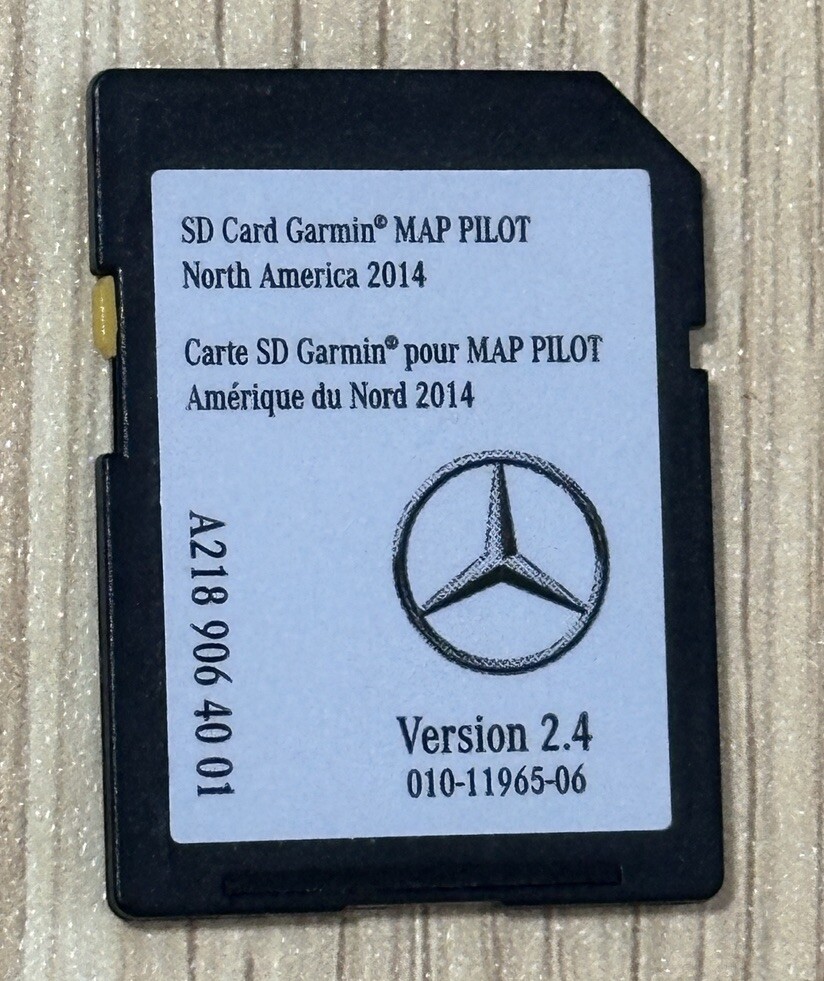 SD Card Garmin® MAP PILOT
North America 2014
Carte SD Garmin® pour MAP PILOT
Amérique du Nord 2014
A218 906 40 01
Version 2.4
010-11965-06